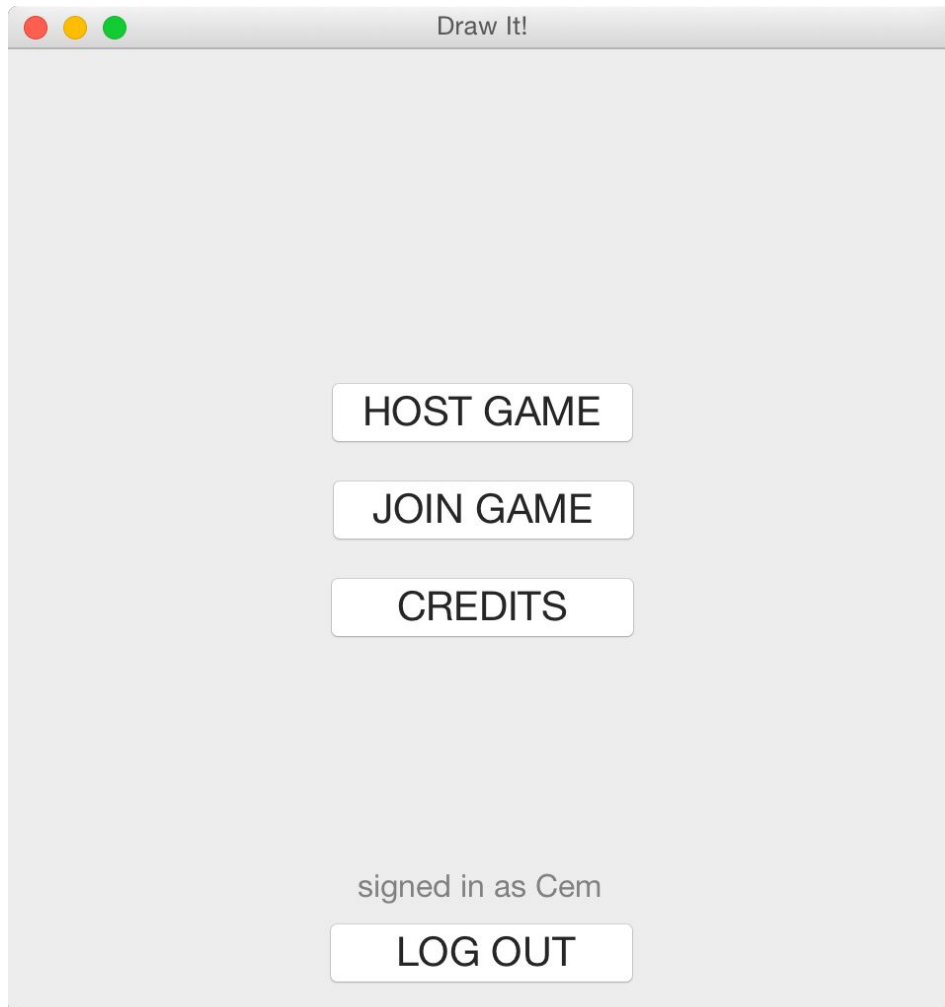 Draw It!
HOST GAME
JOIN GAME
CREDITS
signed in as Cem
LOG OUT